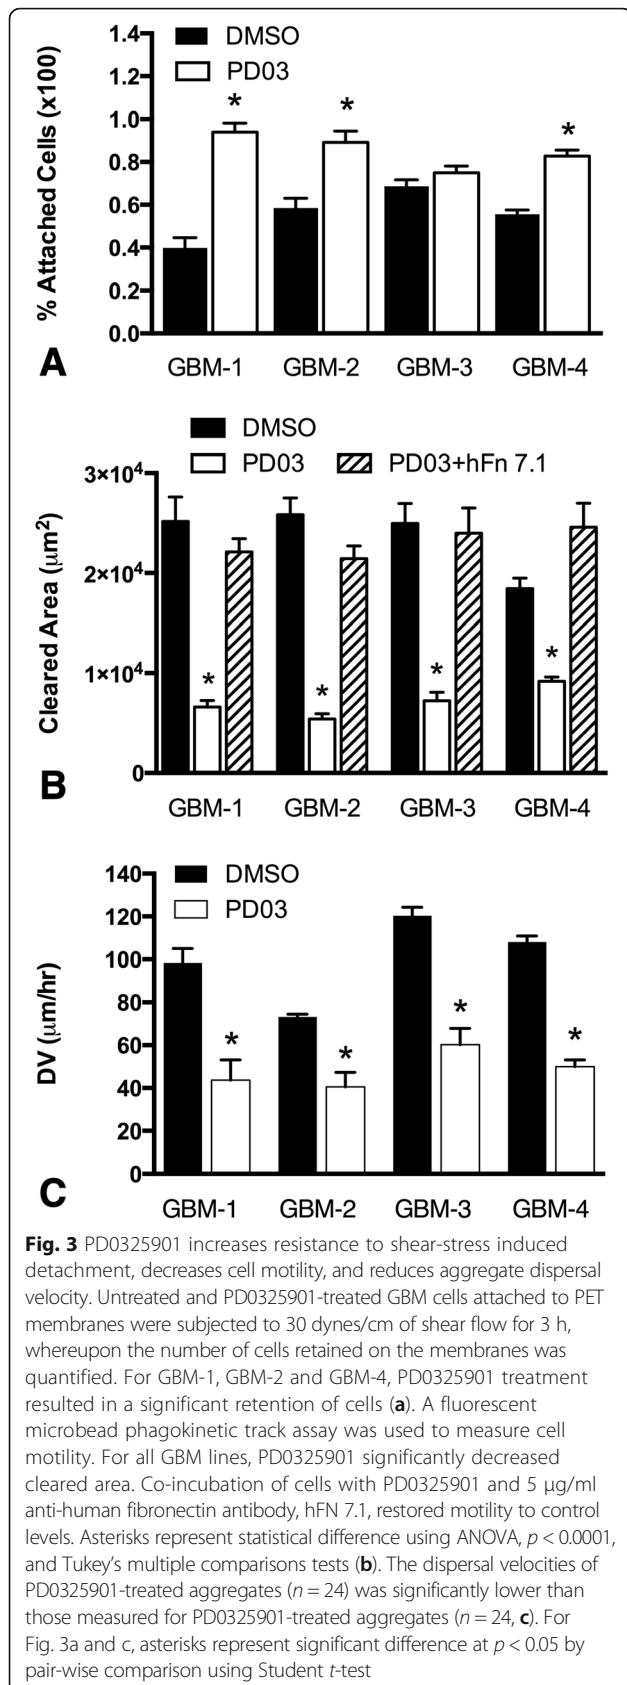 1.4
DMSO
1.2
PD03
1.0
0.8
0.6
0.4
0.2
0.0
% Attached Cells (x100)
* * *
A
GBM-1 GBM-2 GBM-3 GBM-4
DMSO
PD03 PD03+hFn 7.1
3×10⁴
2×10⁴
1×10⁴
0
Cleared Area (µm²)
* * * *
B
GBM-1 GBM-2 GBM-3 GBM-4
140
DMSO
120
PD03
100
80
60
40
20
0
DV (µm/hr)
* * * *
C
GBM-1 GBM-2 GBM-3 GBM-4
Fig. 3 PD0325901 increases resistance to shear-stress induced
detachment, decreases cell motility, and reduces aggregate dispersal
velocity. Untreated and PD0325901-treated GBM cells attached to PET
membranes were subjected to 30 dynes/cm of shear flow for 3 h,
whereupon the number of cells retained on the membranes was
quantified. For GBM-1, GBM-2 and GBM-4, PD0325901 treatment
resulted in a significant retention of cells (a). A fluorescent
microbead phagokinetic track assay was used to measure cell
motility. For all GBM lines, PD0325901 significantly decreased
cleared area. Co-incubation of cells with PD0325901 and 5 µg/ml
anti-human fibronectin antibody, hFN 7.1, restored motility to control
levels. Asterisks represent statistical difference using ANOVA, p < 0.0001,
and Tukey's multiple comparisons tests (b). The dispersal velocities of
PD0325901-treated aggregates (n = 24) was significantly lower than
those measured for PD0325901-treated aggregates (n = 24, c). For
Fig. 3a and c, asterisks represent significant difference at p < 0.05 by
pair-wise comparison using Student t-test